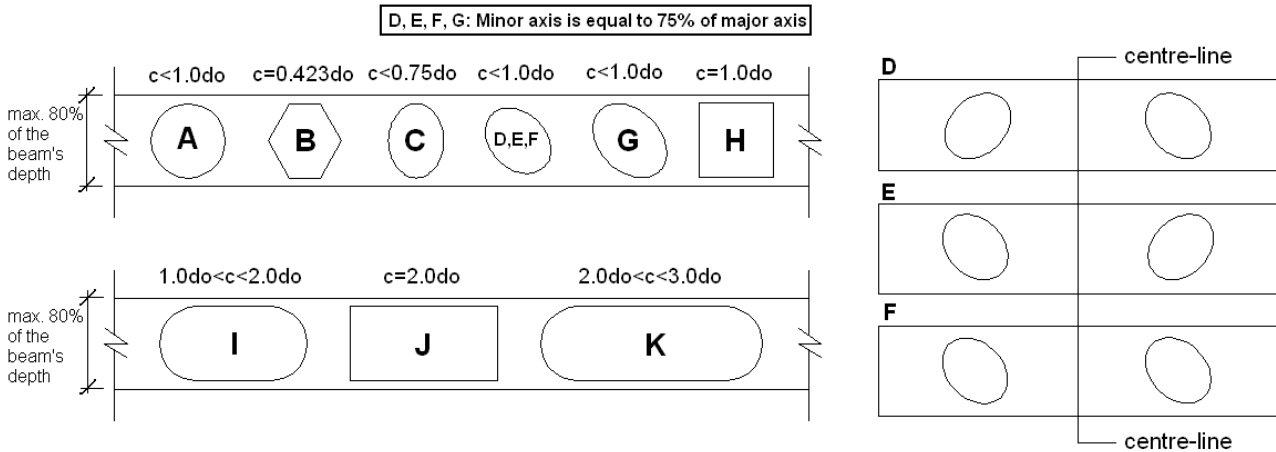 D, E, F, G: Minor axis is equal to 75% of major axis
c<1.0do c=0.423do c<0.75do c<1.0do c<1.0do c=1.0do
max. 80%
of the
beam's
depth
A B C D,E,F G H
1.0do<c<2.0do c=2.0do 2.0do<c<3.0do
max. 80%
of the
beam's
depth
I J K
centre-line
D
E
F
centre-line